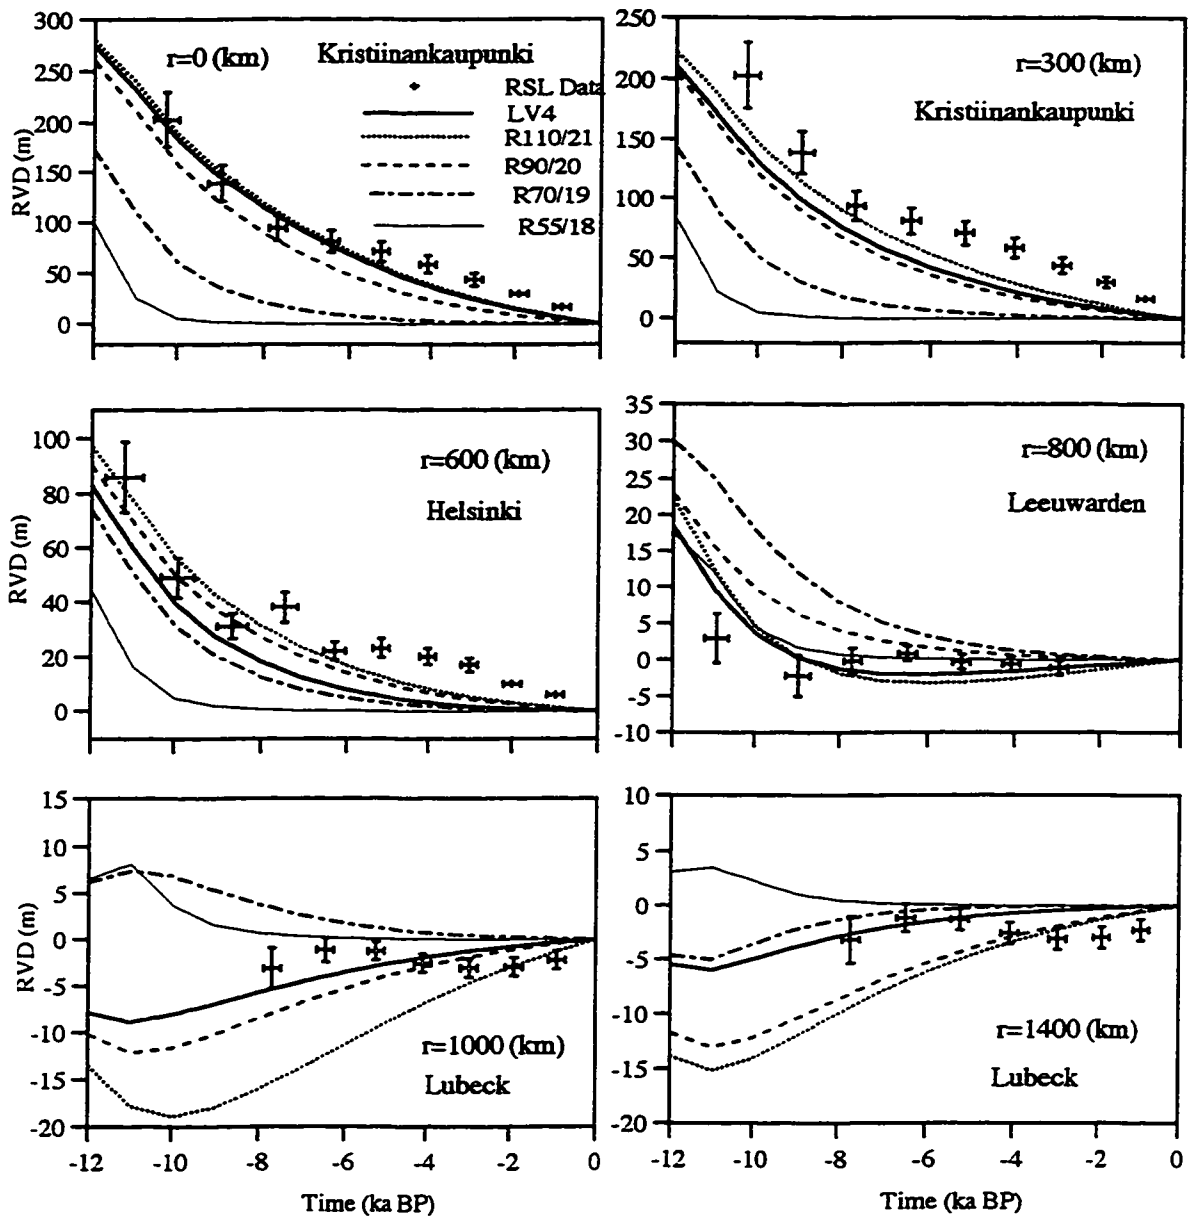 300
250
200
150
100
50
0
RVD (m)
r=0 (km)
Kristiinankaupunki
RSL Data
LV4
R110/21
R90/20
R70/19
R55/18
250
200
150
100
50
0
r=300 (km)
Kristiinankaupunki
100
80
60
40
20
0
RVD (m)
r=600 (km)
Helsinki
35
30
25
20
15
10
5
0
-5
-10
r=800 (km)
Leeuwarden
15
10
5
0
-5
-10
-15
-20
RVD (m)
r=1000 (km)
Lubeck
-12 -10 -8 -6 -4 -2 0
Time (ka BP)
10
5
0
-5
-10
-15
-20
r=1400 (km)
Lubeck
-12 -10 -8 -6 -4 -2 0
Time (ka BP)